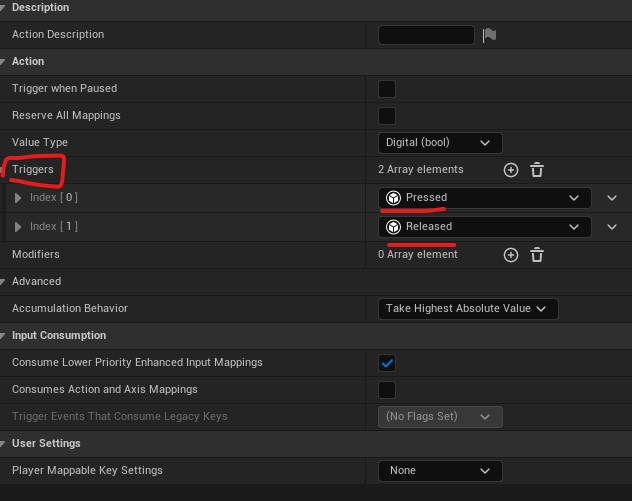 Description
Action Description
Action
Trigger when Paused
Reserve All Mappings
Value Type Digital (bool)
Triggers 2 Array elements
Index [ 0 ] Pressed
Index [ 1 ] Released
Modifiers 0 Array element
Advanced
Accumulation Behavior Take Highest Absolute Value
Input Consumption
Consume Lower Priority Enhanced Input Mappings
Consumes Action and Axis Mappings
Trigger Events That Consume Legacy Keys (No Flags Set)
User Settings
Player Mappable Key Settings None